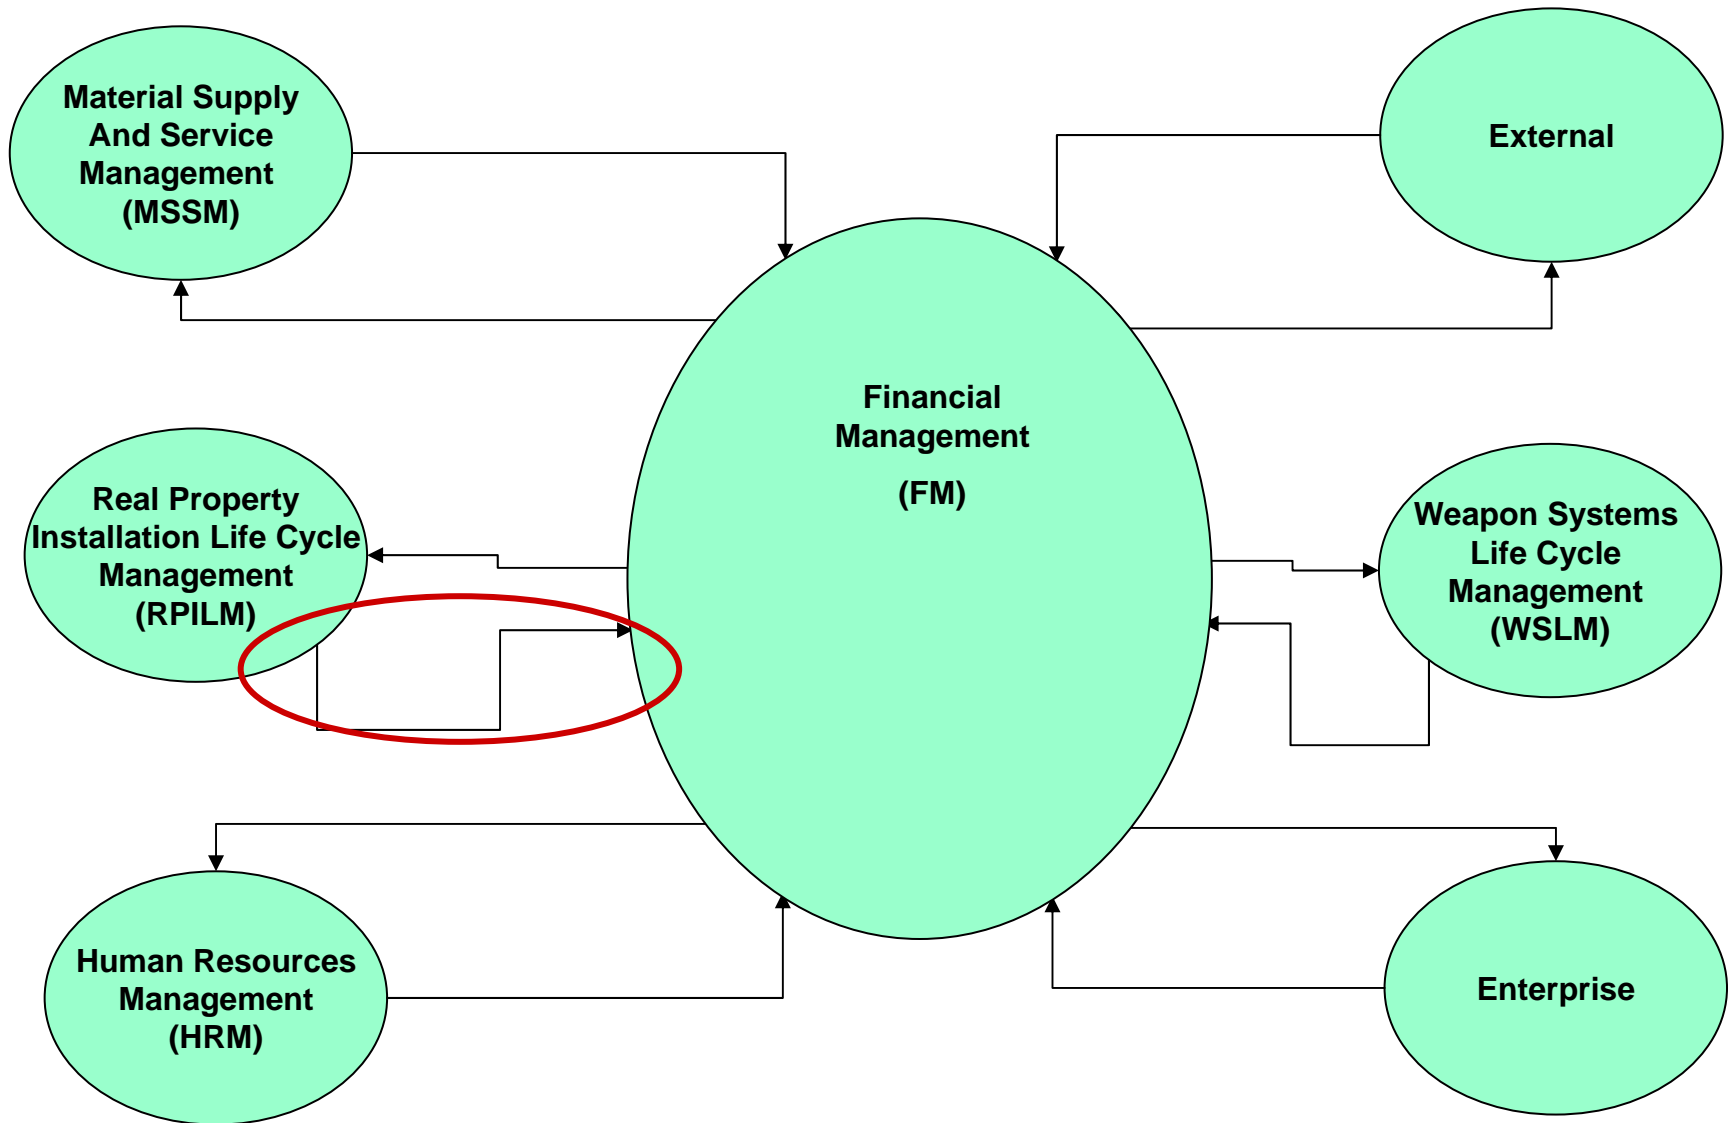 Material Supply
And Service
Management
(MSSM)
External
Financial
Management
(FM)
Real Property
Installation Life Cycle
Management
(RPILM)
Weapon Systems
Life Cycle
Management
(WSLM)
Human Resources
Management
(HRM)
Enterprise